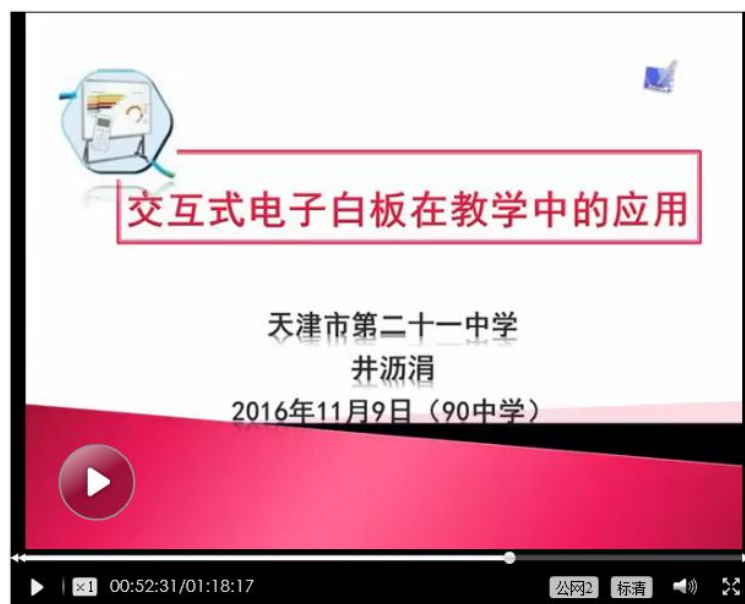 交互式电子白板在教学中的应用
天津市第二十一中学
井沥涓
2016年11月9日（90中学）
×1 00:52:31/01:18:17 公网2 标清